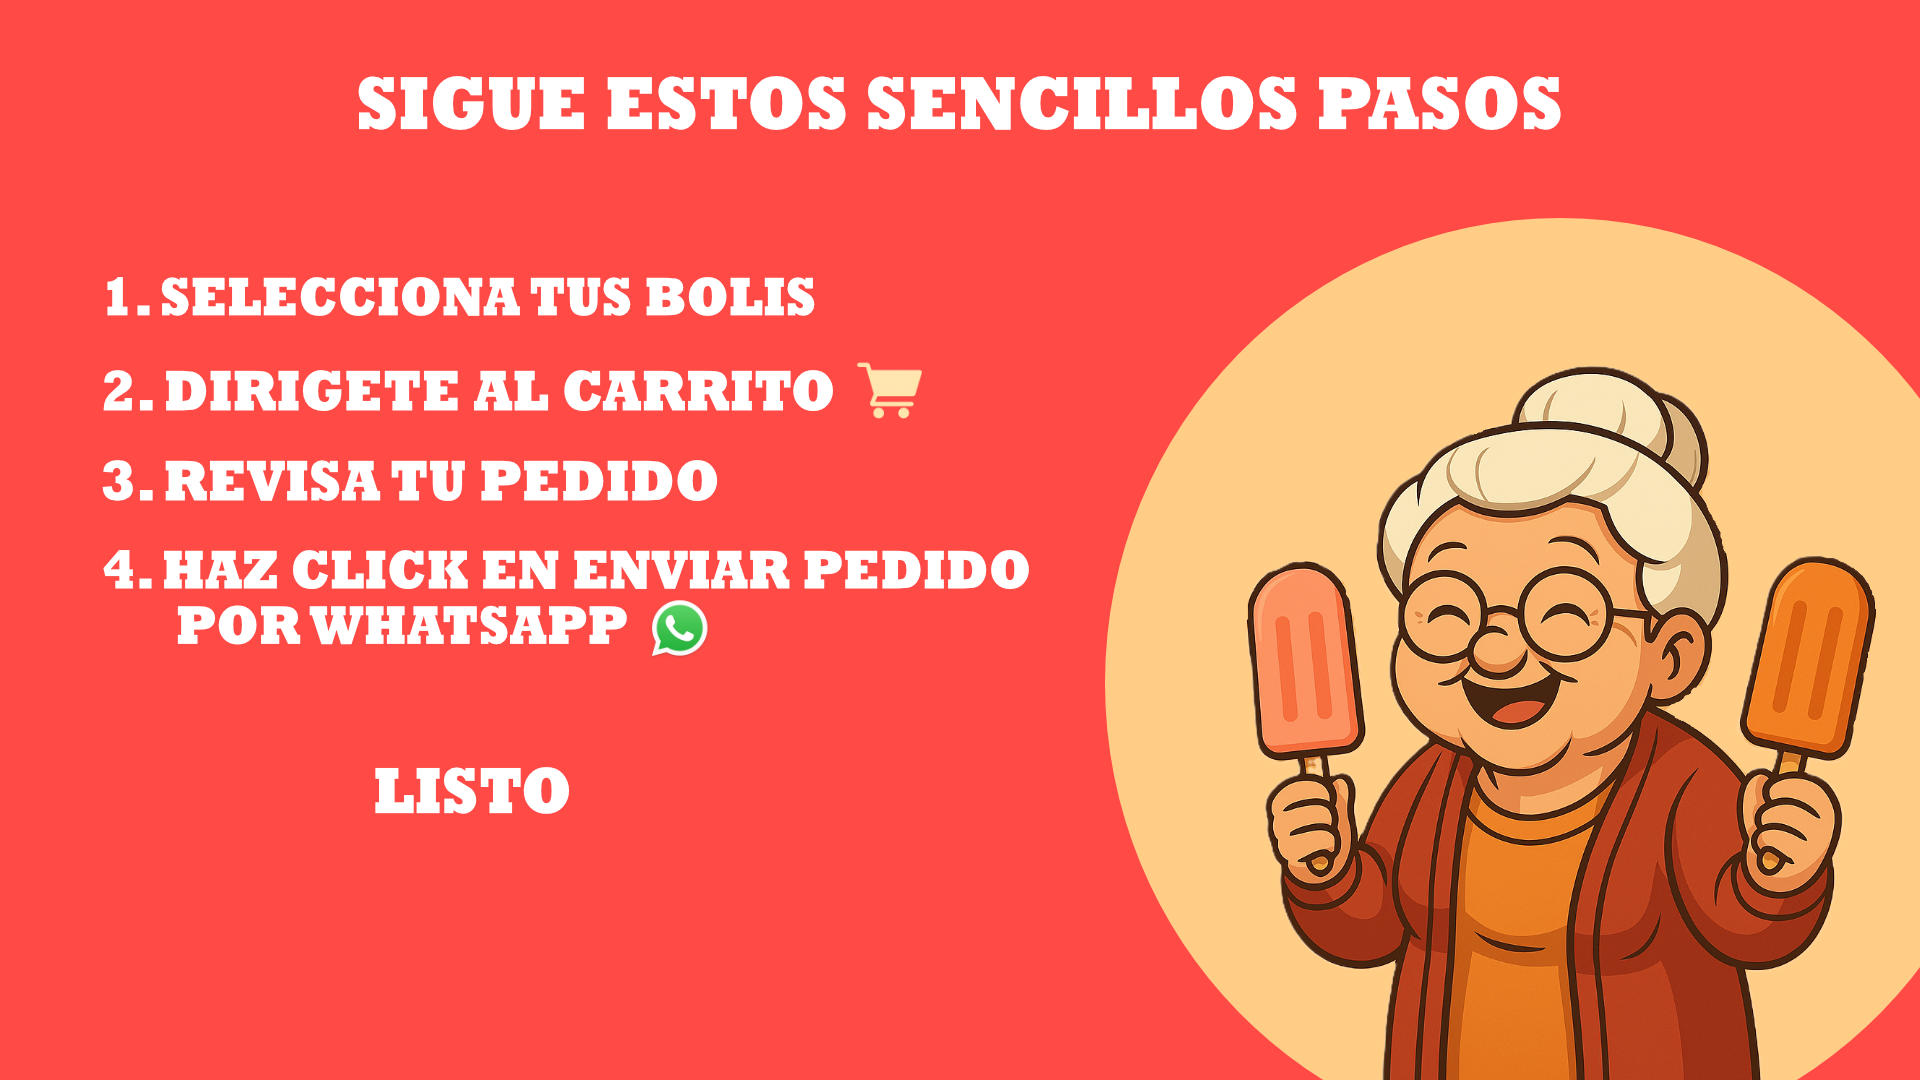 SIGUE ESTOS SENCILLOS PASOS
1. SELECCIONA TUS BOLIS
2. DIRIGETE AL CARRITO
3. REVISA TU PEDIDO
4. HAZ CLICK EN ENVIAR PEDIDO
POR WHATSAPP
LISTO